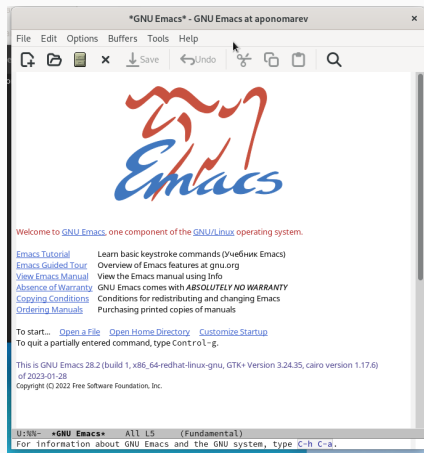 *GNU Emacs* - GNU Emacs at aponomarev
File Edit Options Buffers Tools Help
Save Undo
Emacs
Welcome to GNU Emacs, one component of the GNU/Linux operating system.
Emacs Tutorial Learn basic keystroke commands (Учебник Emacs)
Emacs Guided Tour Overview of Emacs features at gnu.org
View Emacs Manual View the Emacs manual using Info
Absence of Warranty GNU Emacs comes with ABSOLUTELY NO WARRANTY
Copying Conditions Conditions for redistributing and changing Emacs
Ordering Manuals Purchasing printed copies of manuals
To start... Open a File Open Home Directory Customize Startup
To quit a partially entered command, type Control-g.
This is GNU Emacs 28.2 (build 1, x86_64-redhat-linux-gnu, GTK+ Version 3.24.35, cairo version 1.17.6)
of 2023-01-28
Copyright (C) 2022 Free Software Foundation, Inc.
U:%%- *GNU Emacs* All L5 (Fundamental)
For information about GNU Emacs and the GNU system, type C-h C-a.